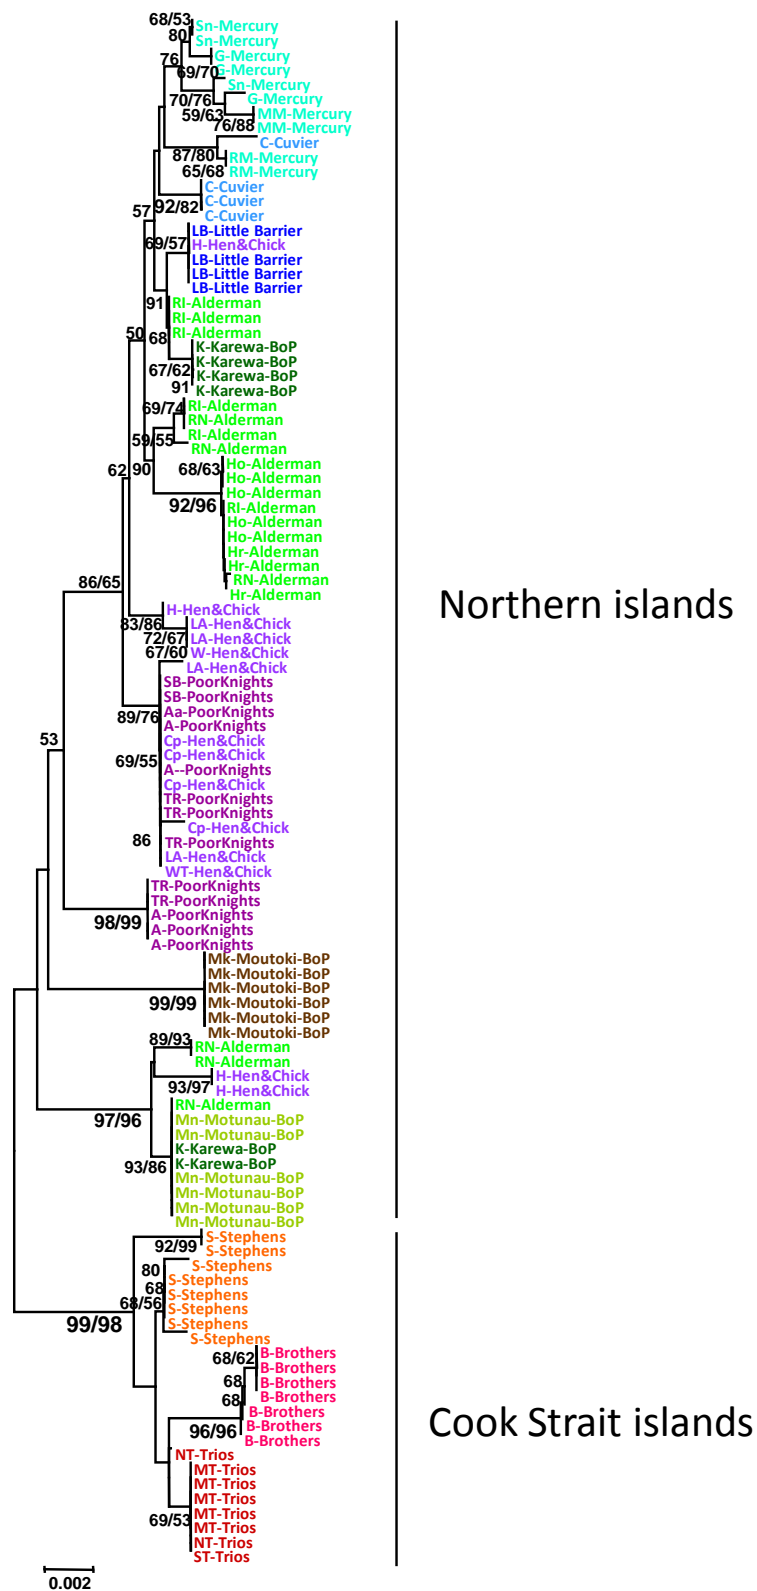 68/53
Sn-Mercury
80
Sn-Mercury
76
G-Mercury
69/70
G-Mercury
Sn-Mercury
70/76
G-Mercury
59/63
MM-Mercury
76/88
MM-Mercury
C-Cuvier
87/80
RM-Mercury
65/68
RM-Mercury
C-Cuvier
92/82
C-Cuvier
57
C-Cuvier
LB-Little Barrier
69/57
H-Hen&Chick
LB-Little Barrier
LB-Little Barrier
LB-Little Barrier
91
RI-Alderman
RI-Alderman
50
68
RI-Alderman
K-Karewa-BoP
K-Karewa-BoP
67/62
K-Karewa-BoP
91
K-Karewa-BoP
69/74
RI-Alderman
RN-Alderman
59/55
RI-Alderman
RN-Alderman
62
90
68/63
Ho-Alderman
Ho-Alderman
Ho-Alderman
92/96
RI-Alderman
Ho-Alderman
Ho-Alderman
Hr-Alderman
Hr-Alderman
86/65
RN-Alderman
Hr-Alderman
Northern islands
H-Hen&Chick
83/86
LA-Hen&Chick
72/67
LA-Hen&Chick
67/60
W-Hen&Chick
LA-Hen&Chick
SB-PoorKnights
SB-PoorKnights
89/76
Aa-PoorKnights
A-PoorKnights
53
Cp-Hen&Chick
69/55
Cp-Hen&Chick
A--PoorKnights
Cp-Hen&Chick
TR-PoorKnights
TR-PoorKnights
Cp-Hen&Chick
86
TR-PoorKnights
LA-Hen&Chick
WT-Hen&Chick
TR-PoorKnights
TR-PoorKnights
98/99
A-PoorKnights
A-PoorKnights
A-PoorKnights
Mk-Moutoki-BoP
Mk-Moutoki-BoP
99/99
Mk-Moutoki-BoP
Mk-Moutoki-BoP
Mk-Moutoki-BoP
Mk-Moutoki-BoP
89/93
RN-Alderman
RN-Alderman
H-Hen&Chick
93/97
H-Hen&Chick
RN-Alderman
97/96
Mn-Motunau-BoP
Mn-Motunau-BoP
K-Karewa-BoP
93/86
K-Karewa-BoP
Mn-Motunau-BoP
Mn-Motunau-BoP
Mn-Motunau-BoP
Mn-Motunau-BoP
S-Stephens
92/99
S-Stephens
80
S-Stephens
68
S-Stephens
68/56
S-Stephens
S-Stephens
99/98
S-Stephens
S-Stephens
68/62
B-Brothers
B-Brothers
68
B-Brothers
68
B-Brothers
B-Brothers
96/96
B-Brothers
B-Brothers
Cook Strait islands
NT-Trios
MT-Trios
MT-Trios
MT-Trios
69/53
MT-Trios
MT-Trios
NT-Trios
ST-Trios
0.002